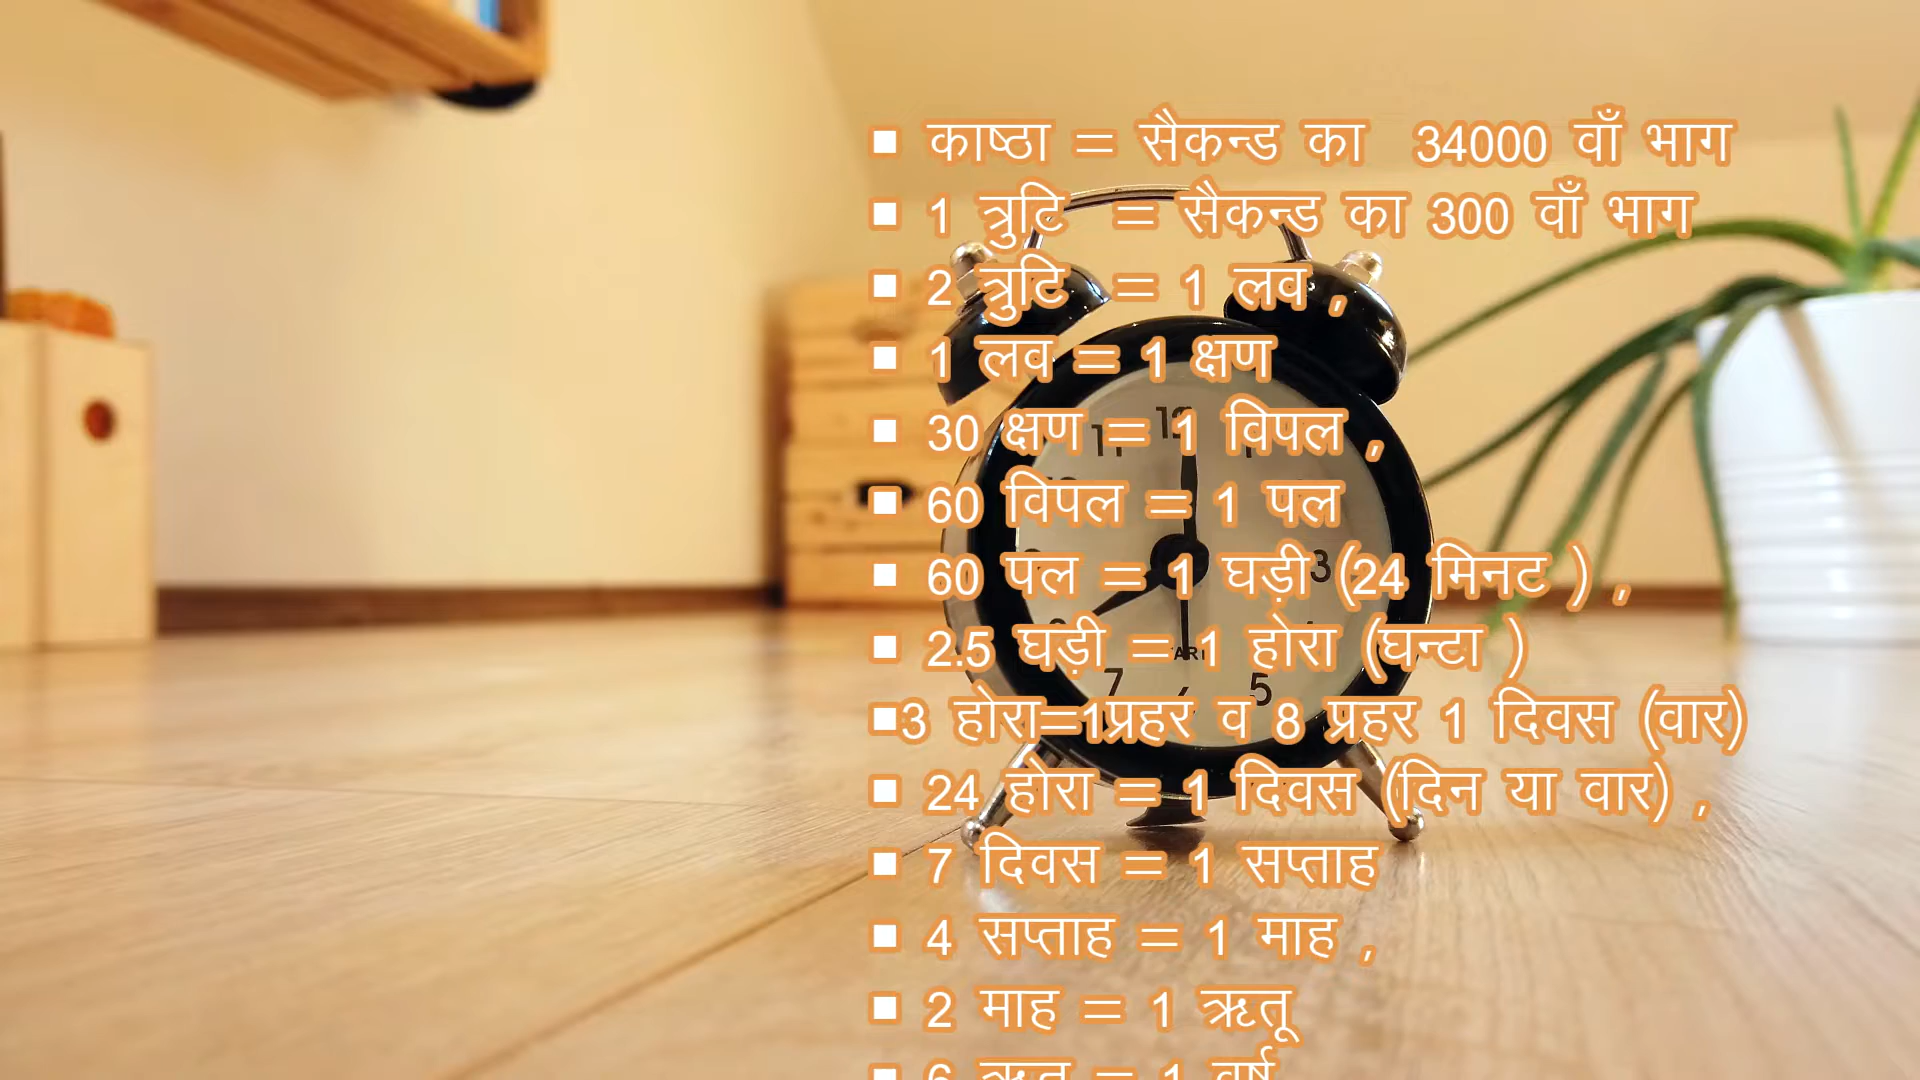 ▪ काष्ठा = सैकन्ड का 34000 वाँ भाग
▪ 1 त्रुटि = सैकन्ड का 300 वाँ भाग
▪ 2 त्रुटि = 1 लव ,
▪ 1 लव = 1 क्षण
▪ 30 क्षण = 1 विपल ,
▪ 60 विपल = 1 पल
▪ 60 पल = 1 घड़ी (24 मिनट ) ,
▪ 2.5 घड़ी = 1 होरा (घन्टा )
▪3 होरा=1प्रहर व 8 प्रहर 1 दिवस (वार)
▪ 24 होरा = 1 दिवस (दिन या वार) ,
▪ 7 दिवस = 1 सप्ताह
▪ 4 सप्ताह = 1 माह ,
▪ 2 माह = 1 ऋतू